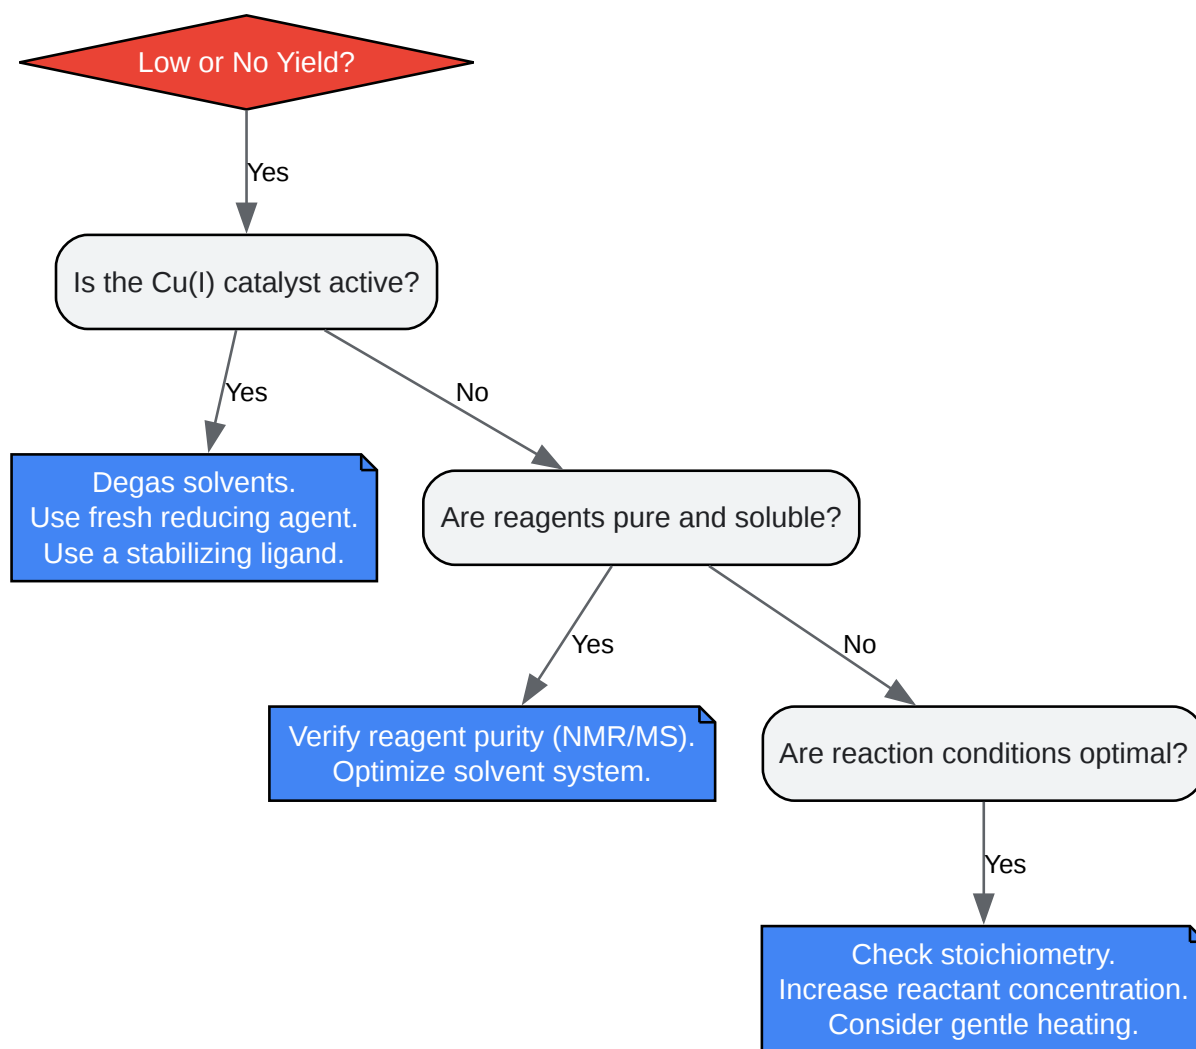 Low or No Yield?
Yes
Is the Cu(I) catalyst active?
Yes
No
Degas solvents.
Use fresh reducing agent.
Use a stabilizing ligand.
Are reagents pure and soluble?
Yes
No
Verify reagent purity (NMR/MS).
Optimize solvent system.
Are reaction conditions optimal?
Yes
Check stoichiometry.
Increase reactant concentration.
Consider gentle heating.